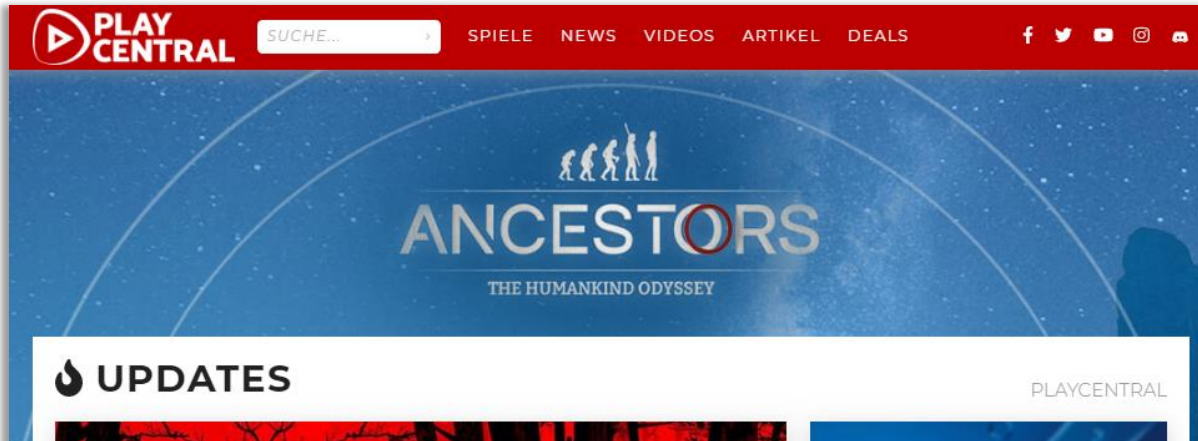 PLAY
CENTRAL
SUCHE...
SPIELE NEWS VIDEOS ARTIKEL DEALS
ANCESTORS
THE HUMANKIND ODYSSEY
UPDATES
PLAYCENTRAL